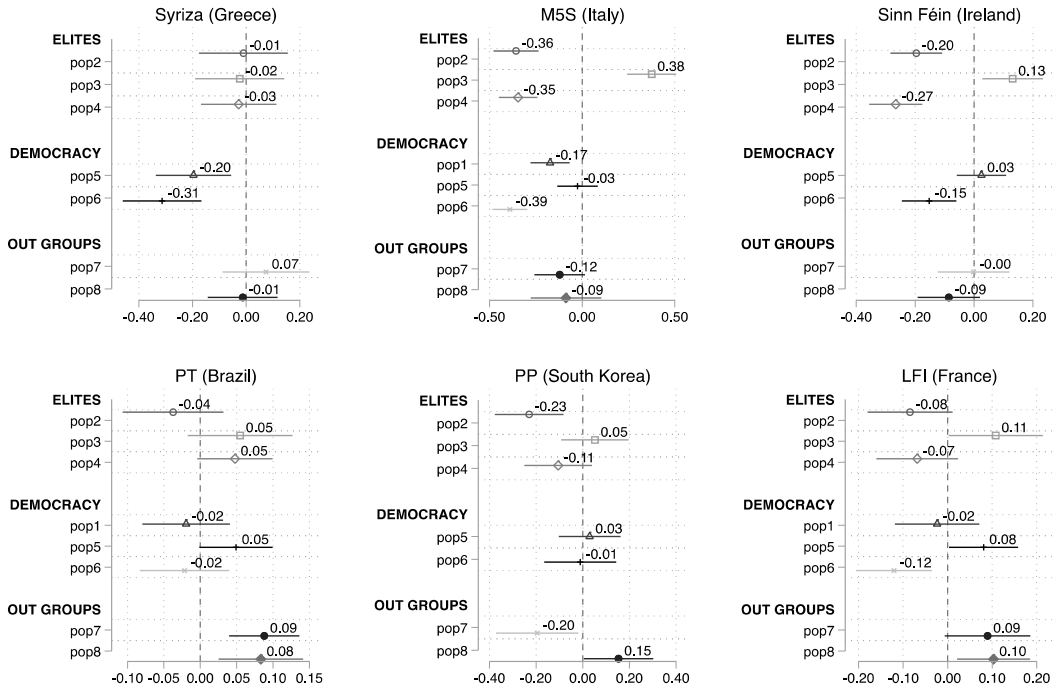 Syriza (Greece)
ELITES
pop2
-0.01
pop3
-0.02
pop4
-0.03
DEMOCRACY
pop5
-0.20
pop6
-0.31
OUT GROUPS
pop7
0.07
pop8
-0.01
-0.40 -0.20 0.00 0.20
M5S (Italy)
ELITES
pop2
-0.36
pop3
0.38
pop4
-0.35
DEMOCRACY
pop1
-0.17
pop5
-0.03
pop6
-0.39
OUT GROUPS
pop7
-0.12
pop8
-0.09
-0.50 0.00 0.50
Sinn Féin (Ireland)
ELITES
pop2
-0.20
pop3
0.13
pop4
-0.27
DEMOCRACY
pop5
0.03
pop6
-0.15
OUT GROUPS
pop7
-0.00
pop8
-0.09
-0.40 -0.20 0.00 0.20
PT (Brazil)
ELITES
pop2
-0.04
pop3
0.05
pop4
0.05
DEMOCRACY
pop1
-0.02
pop5
0.05
pop6
-0.02
OUT GROUPS
pop7
0.09
pop8
0.08
-0.10 -0.05 0.00 0.05 0.10 0.15
PP (South Korea)
ELITES
pop2
-0.23
pop3
0.05
pop4
-0.11
DEMOCRACY
pop5
0.03
pop6
-0.01
OUT GROUPS
pop7
-0.20
pop8
0.15
-0.40 -0.20 0.00 0.20 0.40
LFI (France)
ELITES
pop2
-0.08
pop3
0.11
pop4
-0.07
DEMOCRACY
pop1
-0.02
pop5
0.08
pop6
-0.12
OUT GROUPS
pop7
0.09
pop8
0.10
-0.20 -0.10 0.00 0.10 0.20